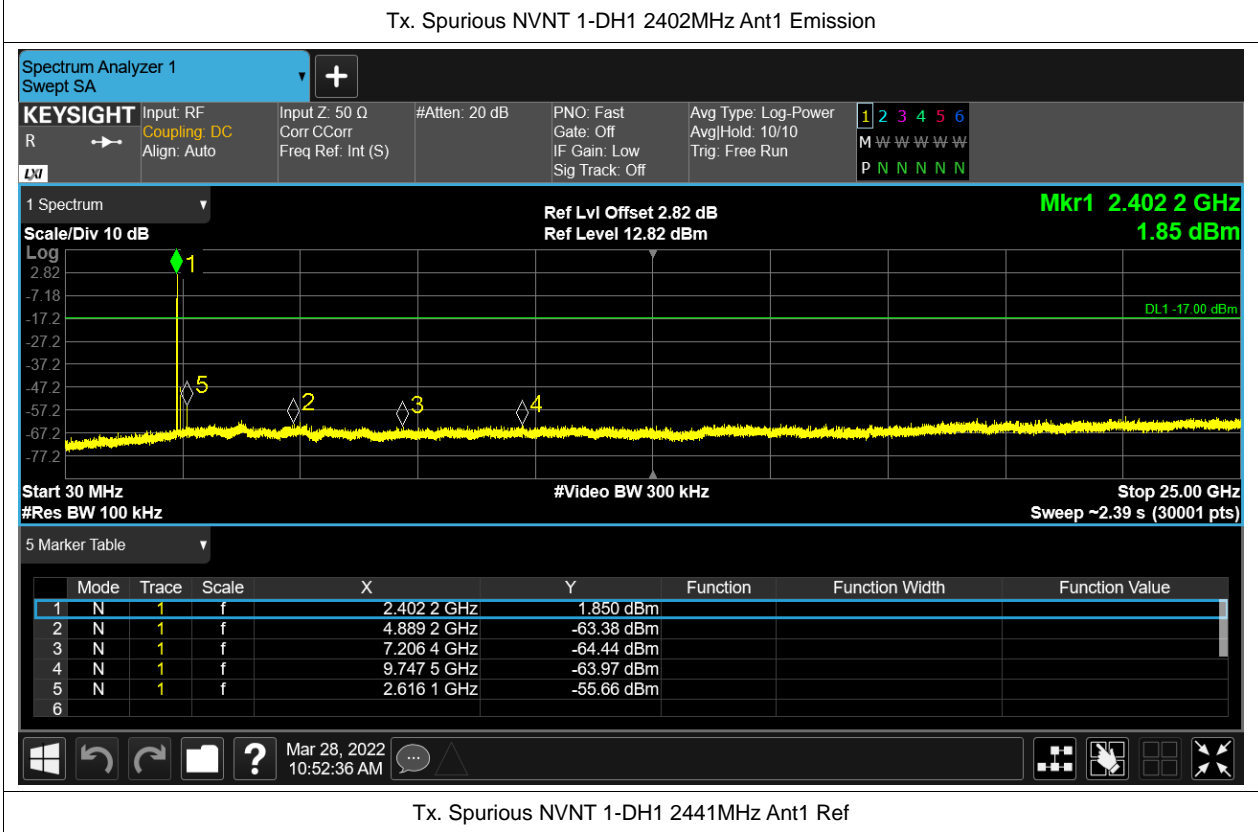 Tx. Spurious NVNT 1-DH1 2402MHz Ant1 Emission
Spectrum Analyzer 1
Swept SA
KEYSIGHT Input: RF Input Z: 50 Ω #Atten: 20 dB PNO: Fast Avg Type: Log-Power 1 2 3 4 5 6
R Coupling: DC Corr CCorr Gate: Off Avg|Hold: 10/10 M W W W W W
Align: Auto Freq Ref: Int (S) IF Gain: Low Trig: Free Run
LXI Sig Track: Off P N N N N N
1 Spectrum Ref Lvl Offset 2.82 dB Mkr1 2.402 2 GHz
Scale/Div 10 dB Ref Level 12.82 dBm 1.85 dBm
Log
1
2.82
-7.18
DL1 -17.00 dBm
-17.2
-27.2
-37.2
-47.2 5
-57.2 2 3 4
-67.2
-77.2
Start 30 MHz #Video BW 300 kHz Stop 25.00 GHz
#Res BW 100 kHz Sweep ~2.39 s (30001 pts)
5 Marker Table
Mode Trace Scale X Y Function Function Width Function Value
1 N 1 f 2.402 2 GHz 1.850 dBm
2 N 1 f 4.889 2 GHz -63.38 dBm
3 N 1 f 7.206 4 GHz -64.44 dBm
4 N 1 f 9.747 5 GHz -63.97 dBm
5 N 1 f 2.616 1 GHz -55.66 dBm
6
? Mar 28, 2022
10:52:36 AM
Tx. Spurious NVNT 1-DH1 2441MHz Ant1 Ref